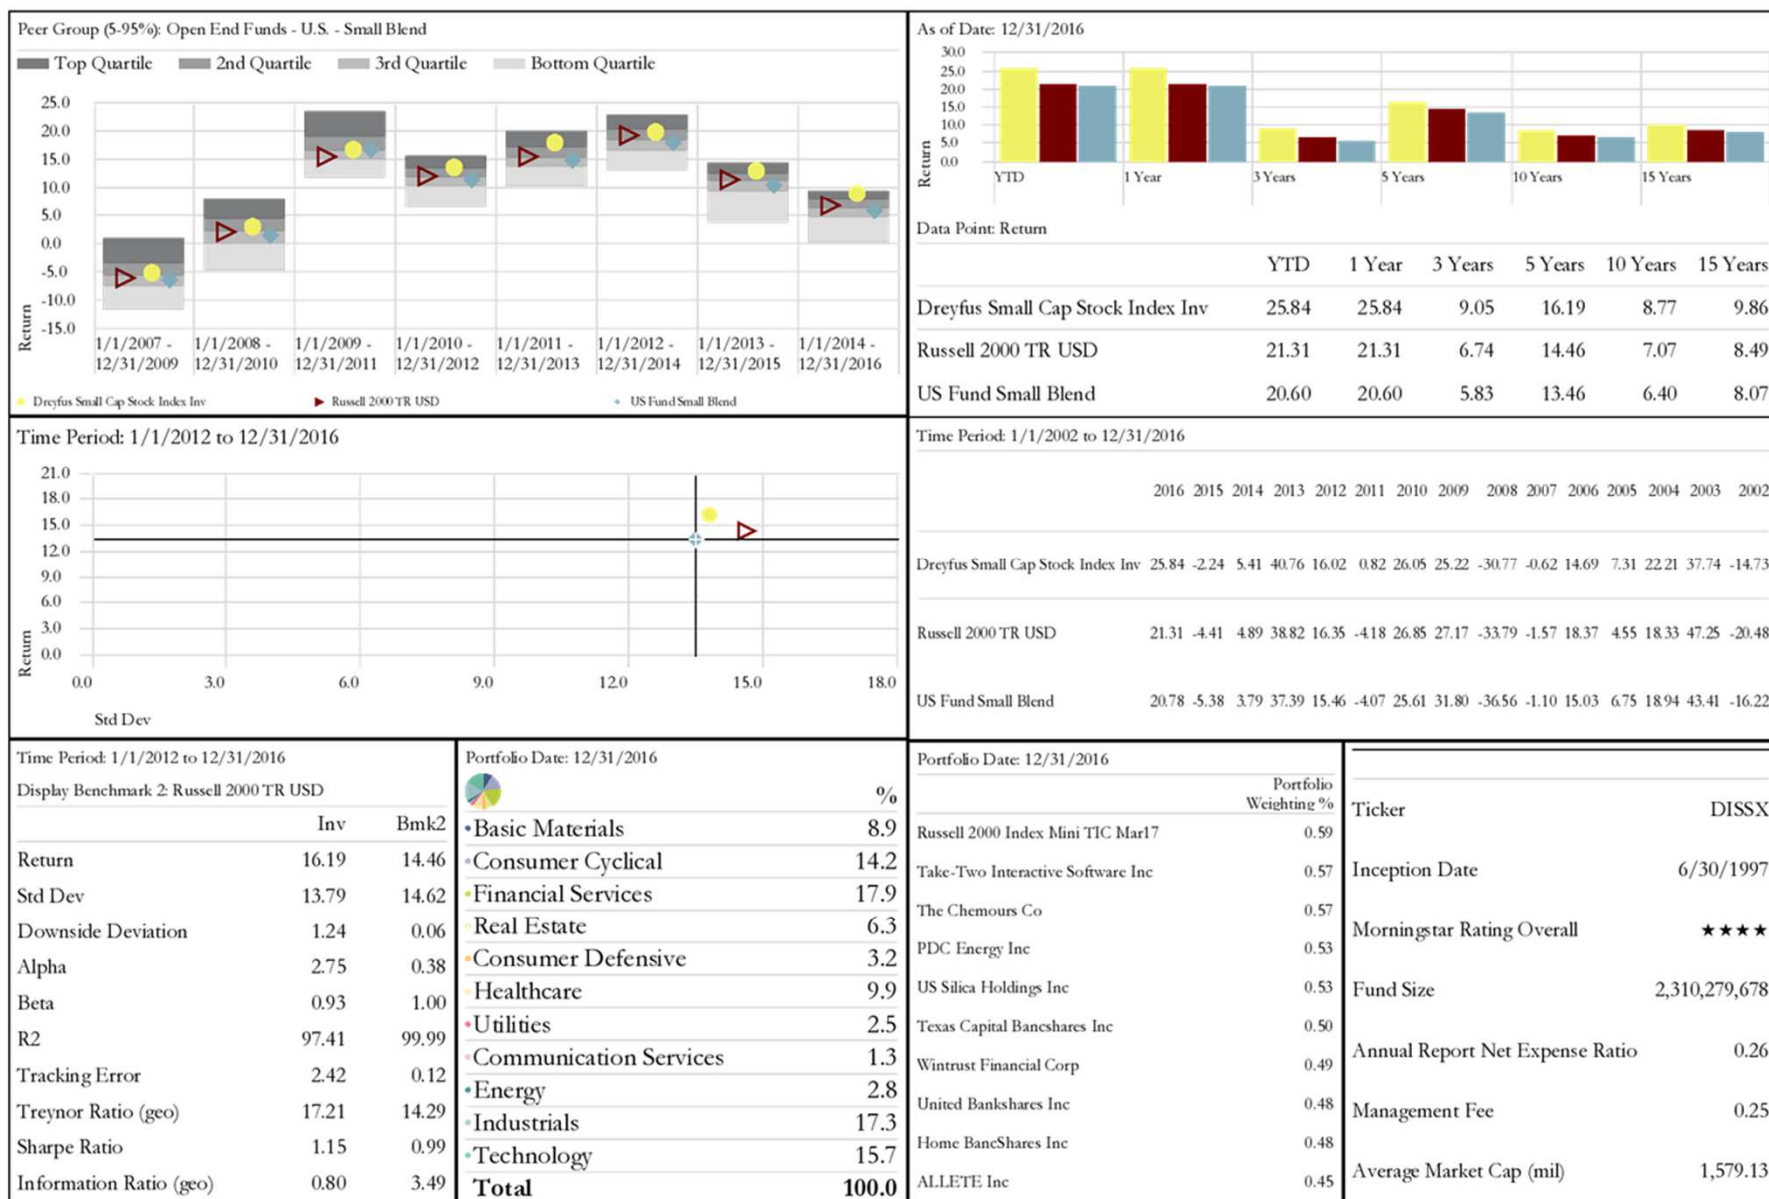 Peer Group (5-95%): Open End Funds - U.S. - Small Blend
Top Quartile 2nd Quartile 3rd Quartile Bottom Quartile
25.0
20.0
15.0
10.0
5.0
0.0
-5.0
-10.0
-15.0
Return
1/1/2007 - 1/1/2008 - 1/1/2009 - 1/1/2010 - 1/1/2011 - 1/1/2012 - 1/1/2013 - 1/1/2014 -
12/31/2009 12/31/2010 12/31/2011 12/31/2012 12/31/2013 12/31/2014 12/31/2015 12/31/2016
Dreyfus Small Cap Stock Index Inv Russell 2000 TR USD US Fund Small Blend
As of Date: 12/31/2016
30.0
25.0
20.0
15.0
10.0
5.0
0.0
Return
YTD 1 Year 3 Years 5 Years 10 Years 15 Years
Data Point: Return
YTD 1 Year 3 Years 5 Years 10 Years 15 Years
Dreyfus Small Cap Stock Index Inv 25.84 25.84 9.05 16.19 8.77 9.86
Russell 2000 TR USD 21.31 21.31 6.74 14.46 7.07 8.49
US Fund Small Blend 20.60 20.60 5.83 13.46 6.40 8.07
Time Period: 1/1/2012 to 12/31/2016
21.0
18.0
15.0
12.0
9.0
6.0
3.0
0.0
Return
0.0 3.0 6.0 9.0 12.0 15.0 18.0
Std Dev
Time Period: 1/1/2002 to 12/31/2016
2016 2015 2014 2013 2012 2011 2010 2009 2008 2007 2006 2005 2004 2003 2002
Dreyfus Small Cap Stock Index Inv 25.84 -2.24 5.41 40.76 16.02 0.82 26.05 25.22 -30.77 -0.62 14.69 7.31 22.21 37.74 -14.73
Russell 2000 TR USD 21.31 -4.41 4.89 38.82 16.35 -4.18 26.85 27.17 -33.79 -1.57 18.37 4.55 18.33 47.25 -20.48
US Fund Small Blend 20.78 -5.38 3.79 37.39 15.46 -4.07 25.61 31.80 -36.56 -1.10 15.03 6.75 18.94 43.41 -16.22
Time Period: 1/1/2012 to 12/31/2016
Display Benchmark 2: Russell 2000 TR USD
Inv Bmk2
Return 16.19 14.46
Std Dev 13.79 14.62
Downside Deviation 1.24 0.06
Alpha 2.75 0.38
Beta 0.93 1.00
R2 97.41 99.99
Tracking Error 2.42 0.12
Treynor Ratio (geo) 17.21 14.29
Sharpe Ratio 1.15 0.99
Information Ratio (geo) 0.80 3.49
Portfolio Date: 12/31/2016
%
Basic Materials 8.9
Consumer Cyclical 14.2
Financial Services 17.9
Real Estate 6.3
Consumer Defensive 3.2
Healthcare 9.9
Utilities 2.5
Communication Services 1.3
Energy 2.8
Industrials 17.3
Technology 15.7
Total 100.0
Portfolio Date: 12/31/2016
Portfolio
Weighting %
Russell 2000 Index Mini TIC Mar17 0.59
Take-Two Interactive Software Inc 0.57
The Chemours Co 0.57
PDC Energy Inc 0.53
US Silica Holdings Inc 0.53
Texas Capital Bancshares Inc 0.50
Wintrust Financial Corp 0.49
United Bankshares Inc 0.48
Home BancShares Inc 0.48
ALLETE Inc 0.45
Ticker DISSX
Inception Date 6/30/1997
Morningstar Rating Overall ★★★★
Fund Size 2,310,279,678
Annual Report Net Expense Ratio 0.26
Management Fee 0.25
Average Market Cap (mil) 1,579.13